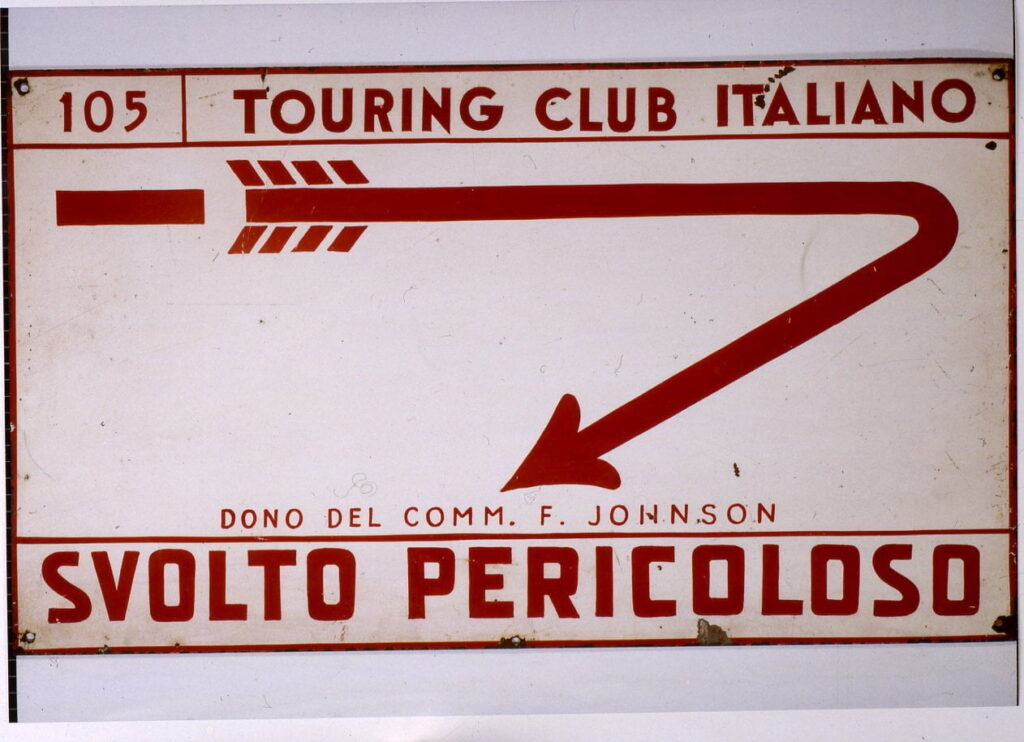 105 TOURING CLUB ITALIANO
DONO DEL COMM. F. JOHNSON
SVOLTO PERICOLOSO